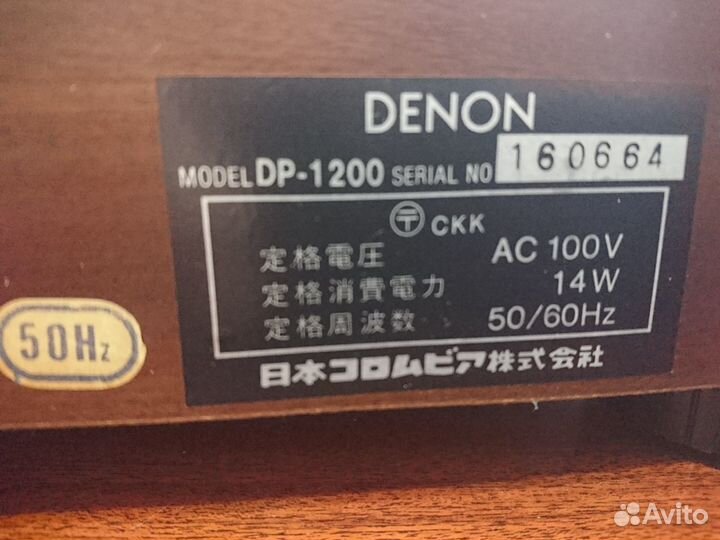 DENON
MODEL DP-1200 SERIAL NO 160664
〒 CKK
定格電圧 AC 100V
定格消費電力 14W
定格周波数 50/60Hz
日本コロムビア株式会社
50Hz
Avito